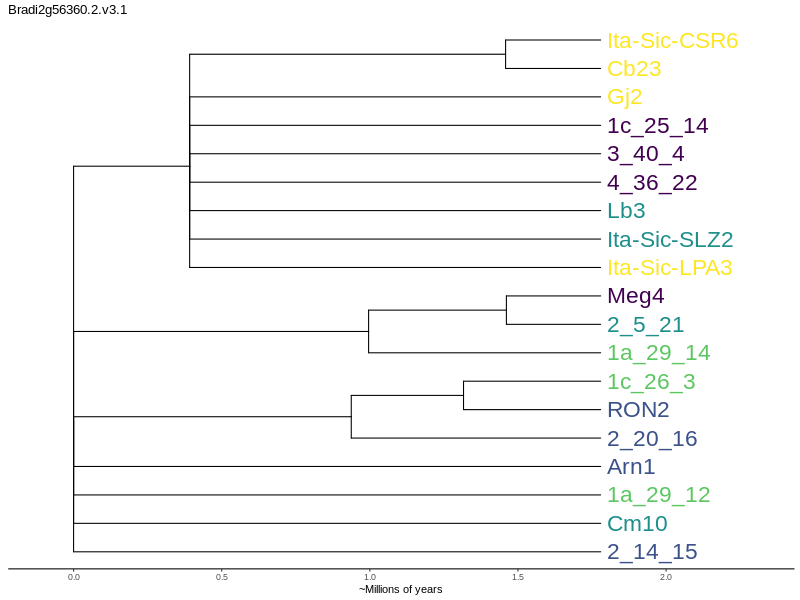 Bradi2g56360.2.v3.1
Ita-Sic-CSR6
Cb23
Gj2
1c_25_14
3_40_4
4_36_22
Lb3
Ita-Sic-SLZ2
Ita-Sic-LPA3
Meg4
2_5_21
1a_29_14
1c_26_3
RON2
2_20_16
Arn1
1a_29_12
Cm10
2_14_15
0.0 0.5 1.0 1.5 2.0
~Millions of years